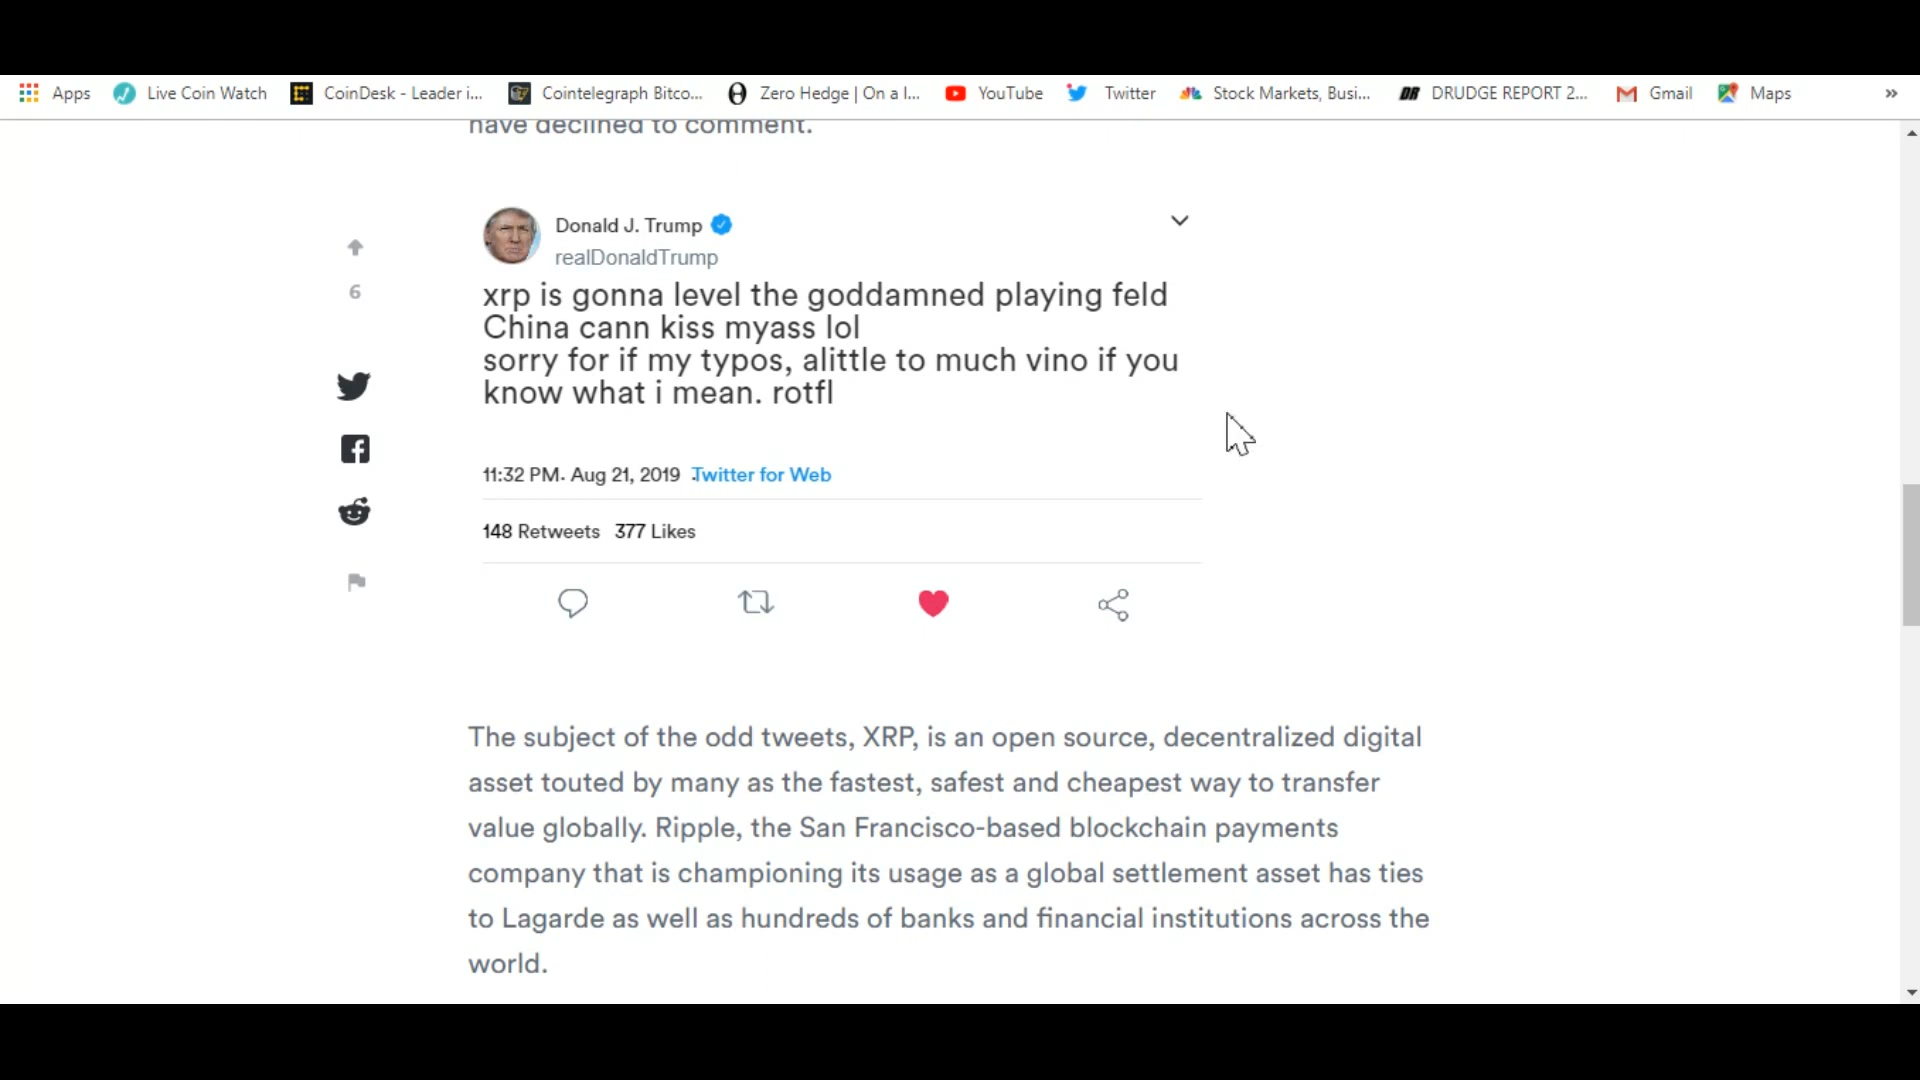 Apps Live Coin Watch CoinDesk - Leader i... Cointelegraph Bitco... Zero Hedge | On a l... YouTube Twitter Stock Markets, Busi... DRUDGE REPORT 2... Gmail Maps »
have declined to comment.
Donald J. Trump
realDonaldTrump
6
xrp is gonna level the goddamned playing feld
China cann kiss myass lol
sorry for if my typos, alittle to much vino if you
know what i mean. rotfl
11:32 PM. Aug 21, 2019 .Twitter for Web
148 Retweets 377 Likes
The subject of the odd tweets, XRP, is an open source, decentralized digital
asset touted by many as the fastest, safest and cheapest way to transfer
value globally. Ripple, the San Francisco-based blockchain payments
company that is championing its usage as a global settlement asset has ties
to Lagarde as well as hundreds of banks and financial institutions across the
world.